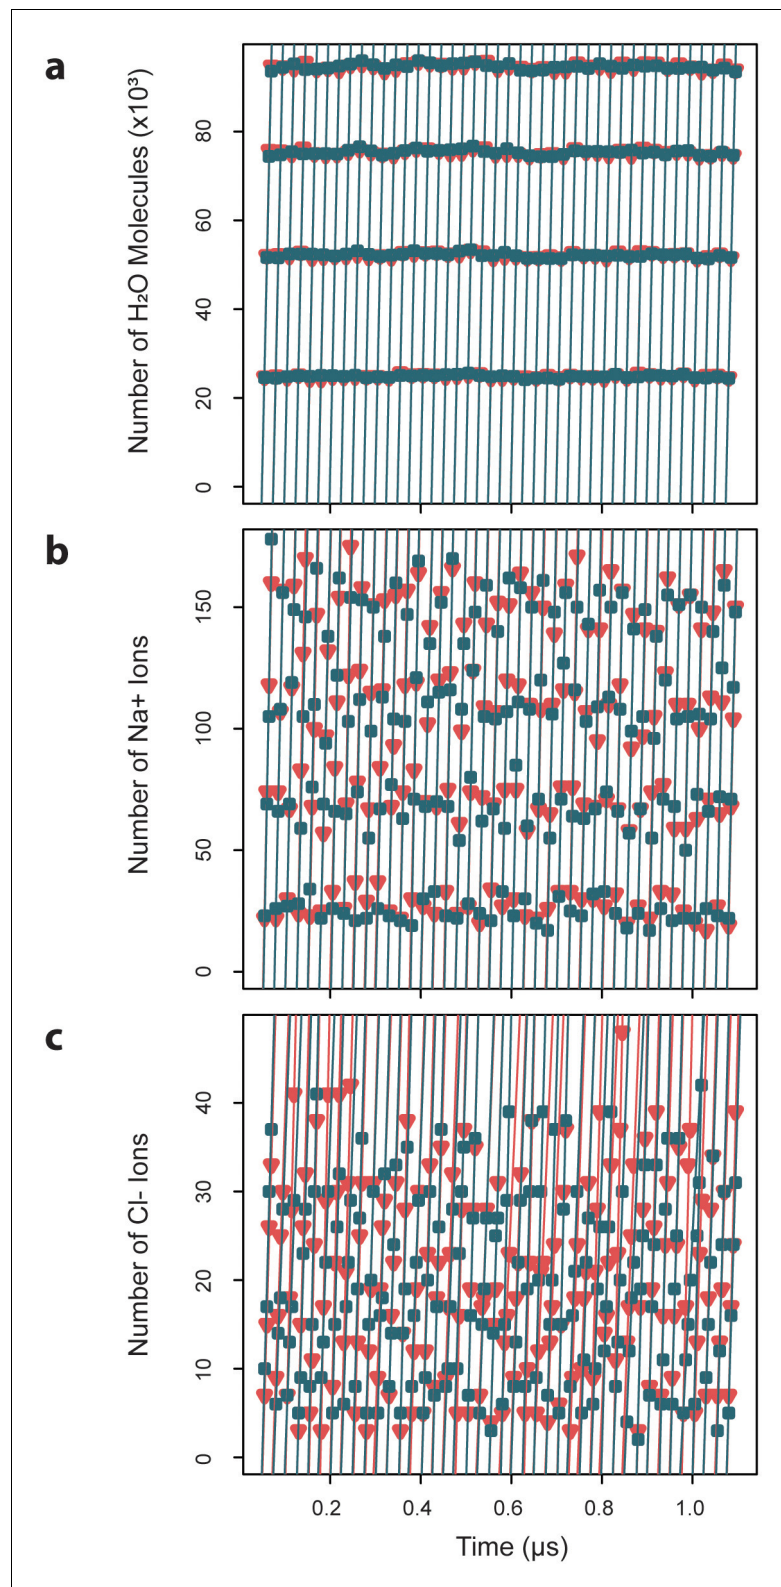 a
Number of H₂O Molecules (x10³)
80
60
40
20
0
b
Number of Na+ Ions
150
100
50
0
c
Number of Cl- Ions
40
30
20
10
0
0.2 0.4 0.6 0.8 1.0
Time (μs)